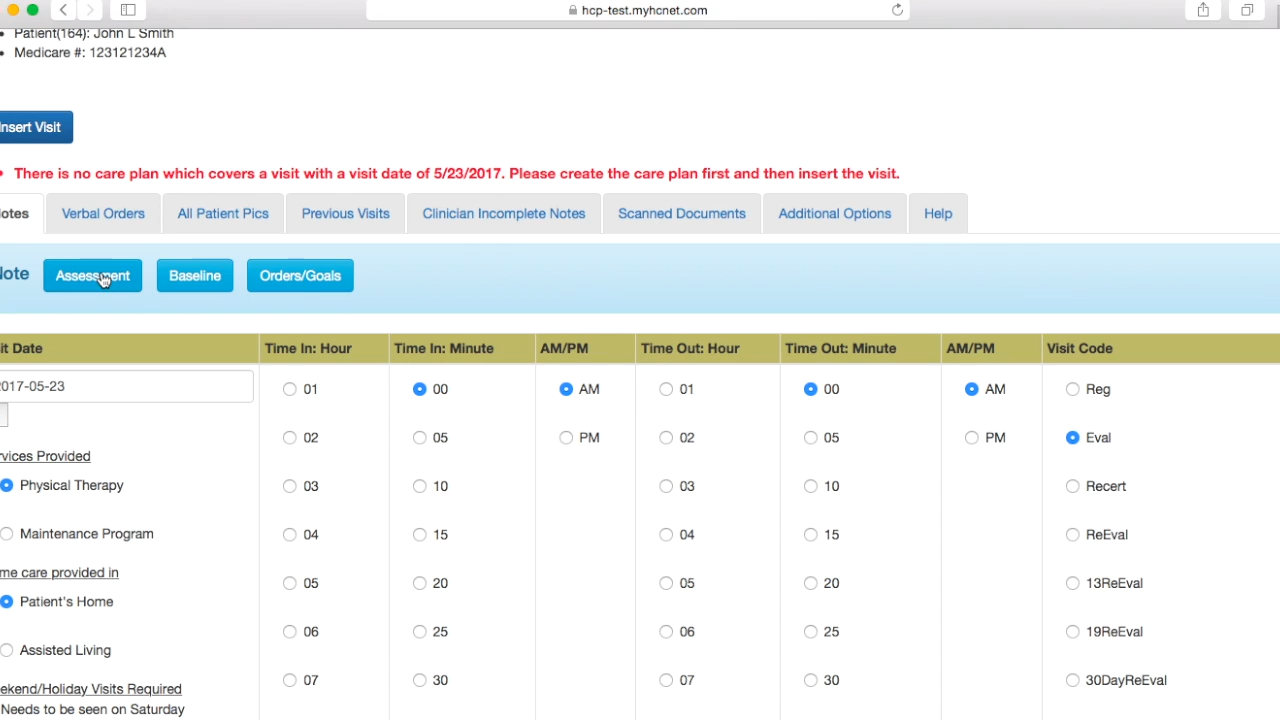 hcp-test.myhcnet.com
Patient(164): John L Smith
Medicare #: 123121234A
Insert Visit
There is no care plan which covers a visit with a visit date of 5/23/2017. Please create the care plan first and then insert the visit.
otes Verbal Orders All Patient Pics Previous Visits Clinician Incomplete Notes Scanned Documents Additional Options Help
ote Assessment Baseline Orders/Goals
it Date Time In: Hour Time In: Minute AM/PM Time Out: Hour Time Out: Minute AM/PM Visit Code
017-05-23 01 00 AM 01 00 AM Reg
02 05 PM 02 05 PM Eval
rvices Provided
Physical Therapy 03 10 03 10 Recert
Maintenance Program 04 15 04 15 ReEval
me care provided in
05 20 05 20 13ReEval
Patient's Home
06 25 06 25 19ReEval
Assisted Living
07 30 07 30 30DayReEval
ekend/Holiday Visits Required
Needs to be seen on Saturday